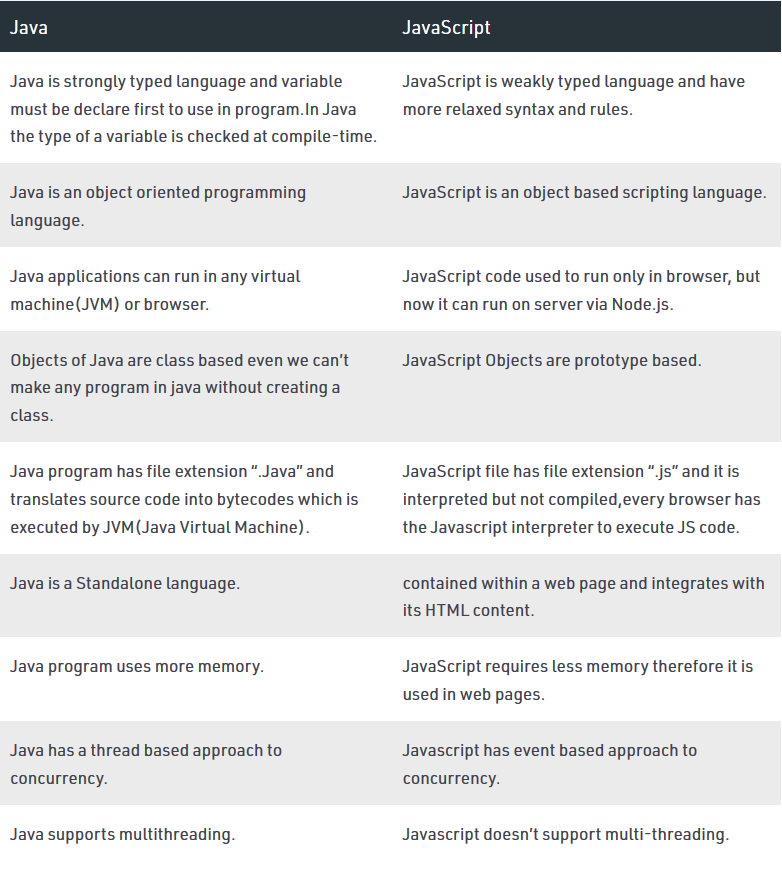 Java
JavaScript
Java is strongly typed language and variable
must be declare first to use in program.In Java
the type of a variable is checked at compile-time.
JavaScript is weakly typed language and have
more relaxed syntax and rules.
Java is an object oriented programming
language.
JavaScript is an object based scripting language.
Java applications can run in any virtual
machine(JVM) or browser.
JavaScript code used to run only in browser, but
now it can run on server via Node.js.
Objects of Java are class based even we can’t
make any program in java without creating a
class.
JavaScript Objects are prototype based.
Java program has file extension “.Java” and
translates source code into bytecodes which is
executed by JVM(Java Virtual Machine).
JavaScript file has file extension “.js” and it is
interpreted but not compiled,every browser has
the Javascript interpreter to execute JS code.
Java is a Standalone language.
contained within a web page and integrates with
its HTML content.
Java program uses more memory.
JavaScript requires less memory therefore it is
used in web pages.
Java has a thread based approach to
concurrency.
Javascript has event based approach to
concurrency.
Java supports multithreading.
Javascript doesn’t support multi-threading.